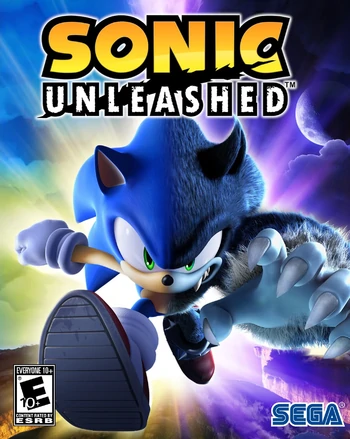 SONIC
UNLEASHED™
EVERYONE 10+
E
10+
CONTENT RATED BY
ESRB
SEGA